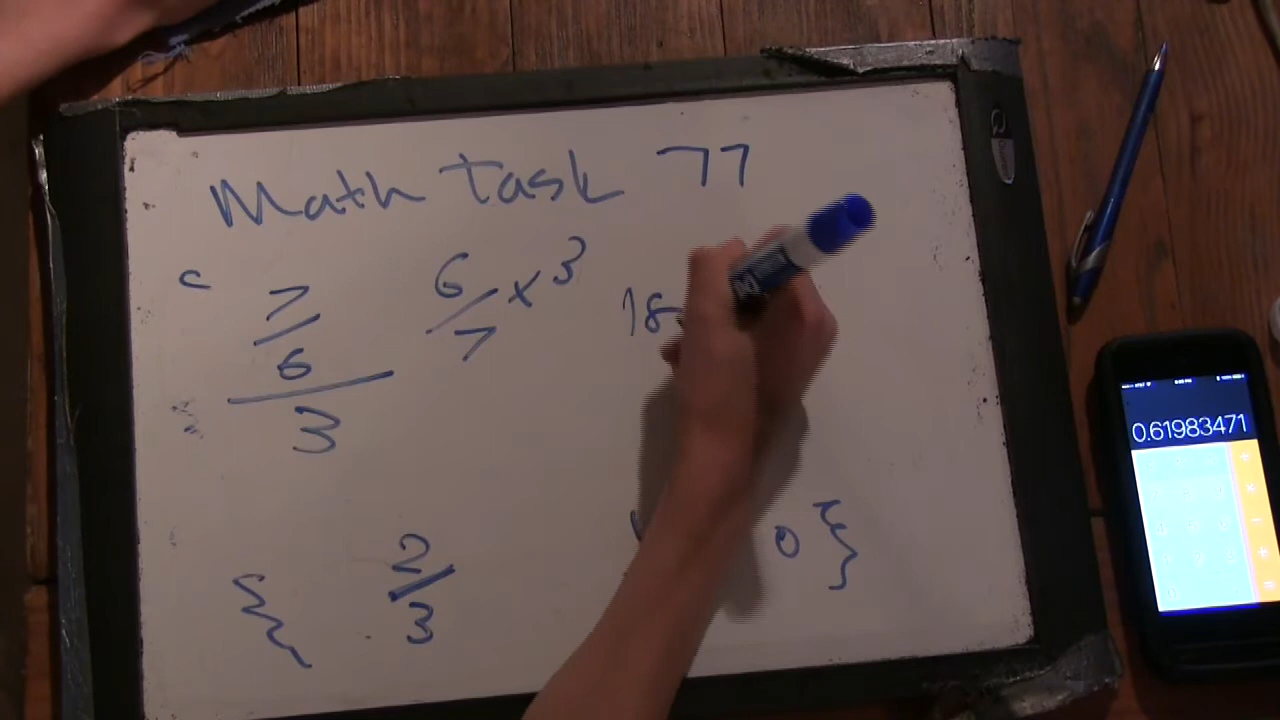 Math Task 77
c 7/6 / 3 6/7 x 3 18
{ 2/3 0 }
0.61983471